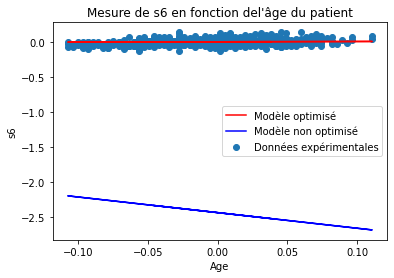 Mesure de s6 en fonction del'âge du patient
0.0
−0.5
−1.0
−1.5
−2.0
−2.5
s6
Modèle optimisé
Modèle non optimisé
Données expérimentales
−0.10
−0.05
0.00
0.05
0.10
Age